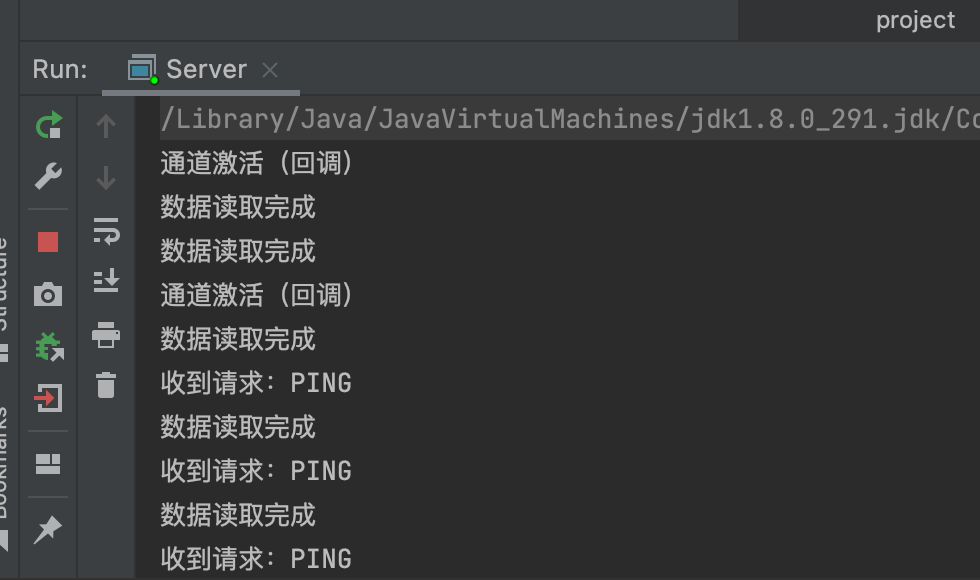 project
Run:
Server
/Library/Java/JavaVirtualMachines/jdk1.8.0_291.jdk/Co
通道激活（回调）
数据读取完成
数据读取完成
通道激活（回调）
数据读取完成
收到请求：PING
数据读取完成
收到请求：PING
数据读取完成
收到请求：PING
Structure
Bookmarks